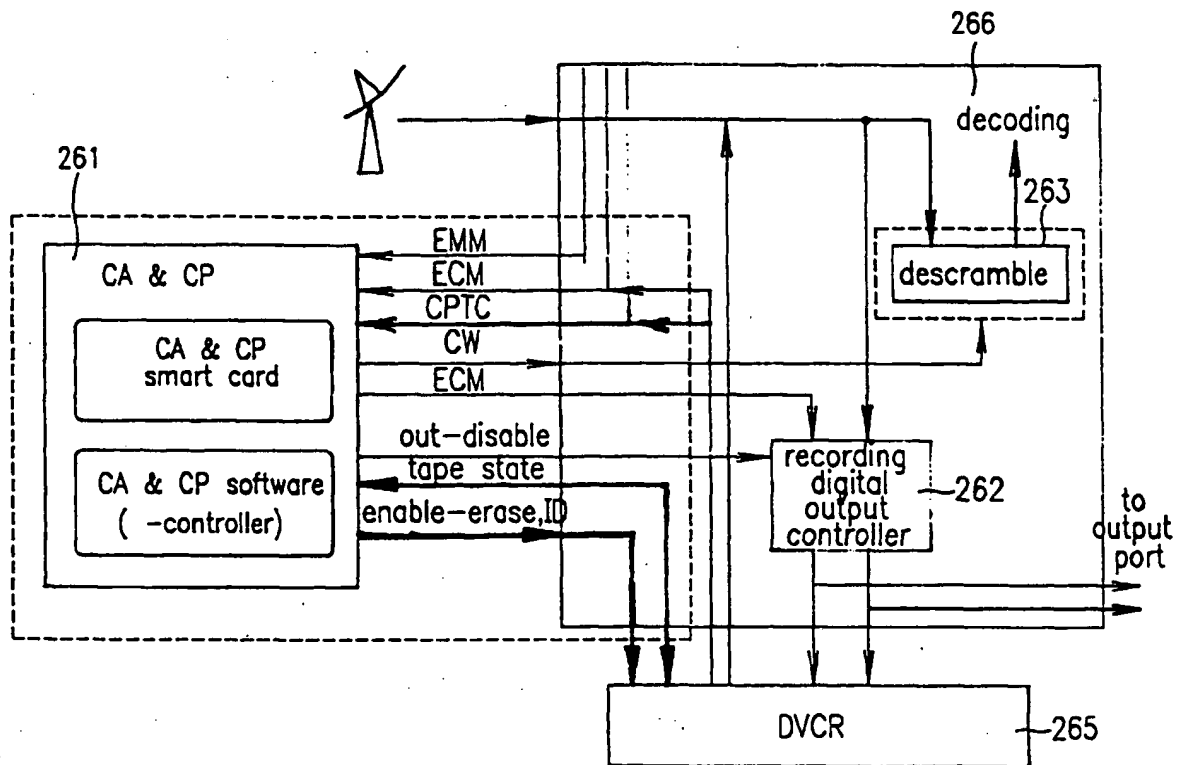 266
decoding
261
263
EMM
CA & CP
ECM
descramble
CPTC
CA & CP
smart card
CW
ECM
out-disable
tape state
recording
digital
output
controller
262
CA & CP software
( -controller)
enable-erase,ID
to
output
port
DVCR
265